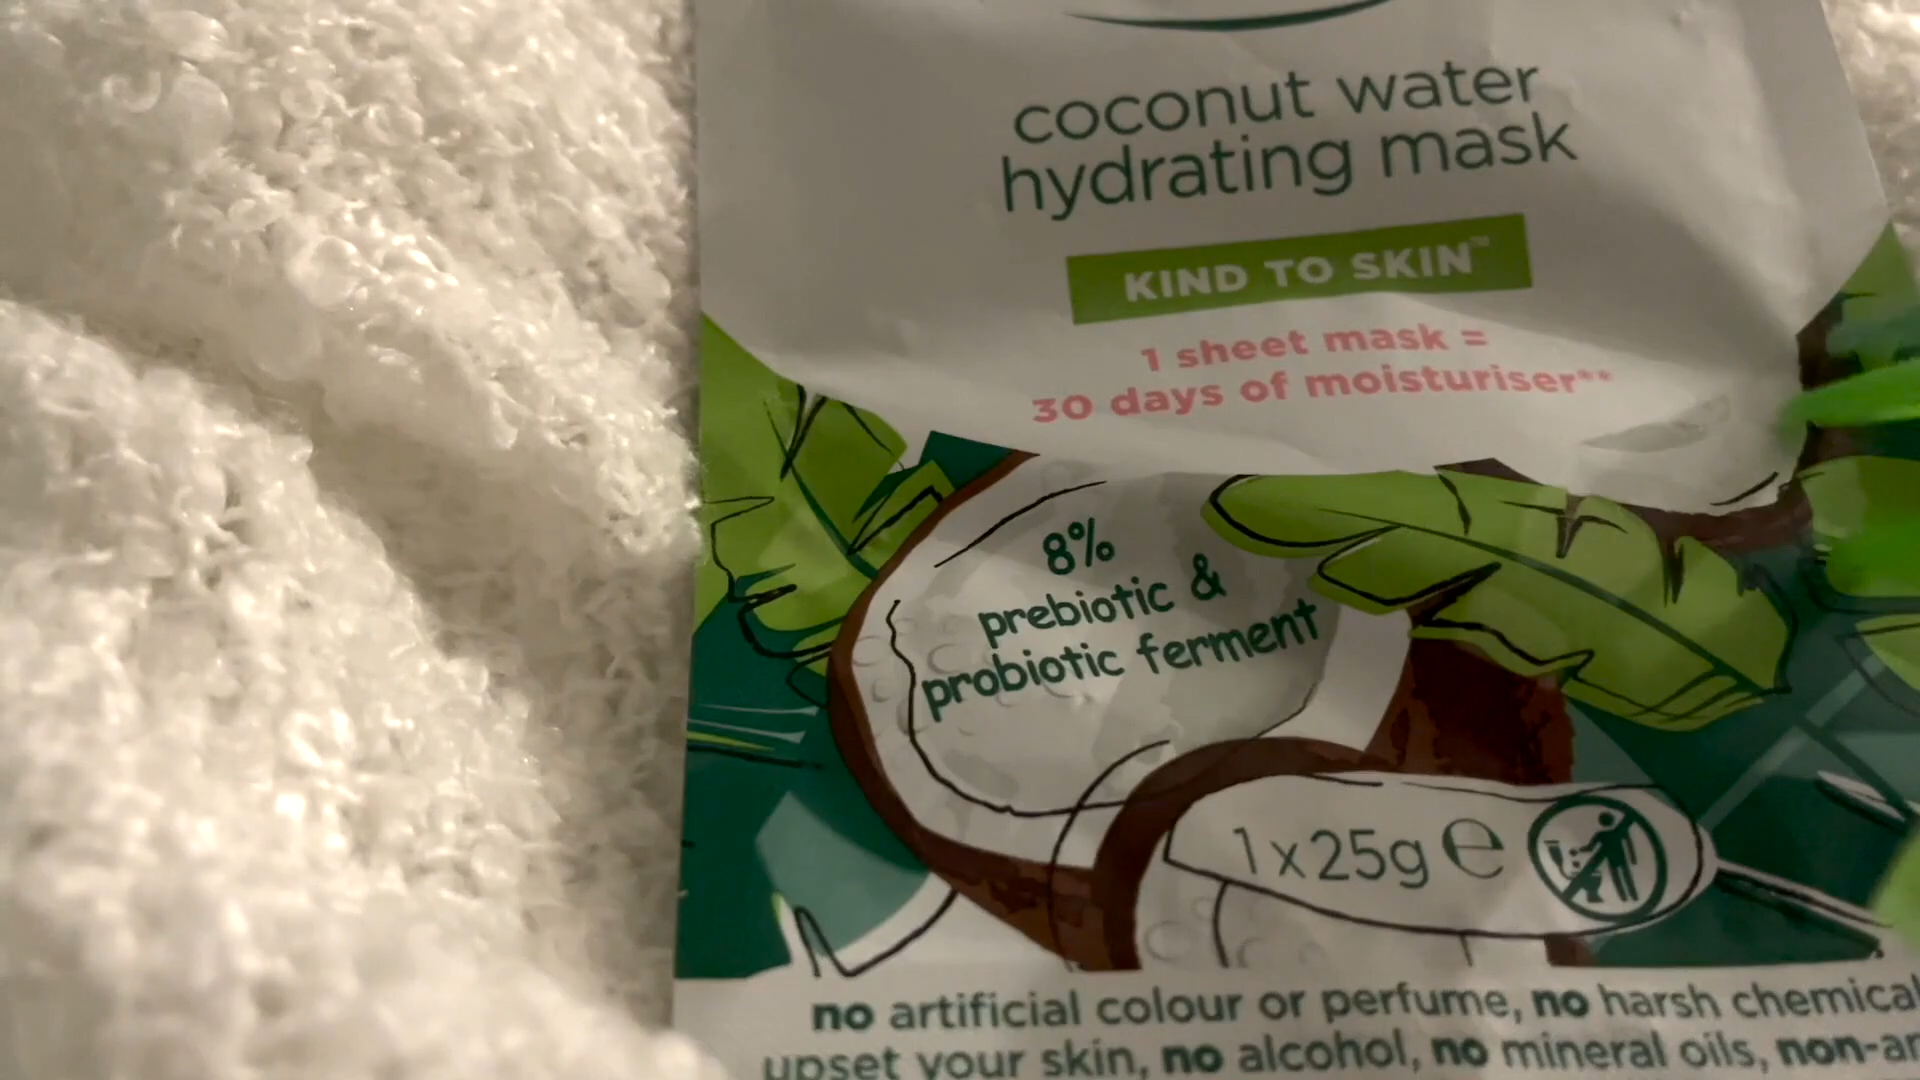 coconut water
hydrating mask
KIND TO SKIN™
1 sheet mask =
30 days of moisturiser**
8%
prebiotic &
probiotic ferment
1x25g e
no artificial colour or perfume, no harsh chemical
upset your skin, no alcohol, no mineral oils,